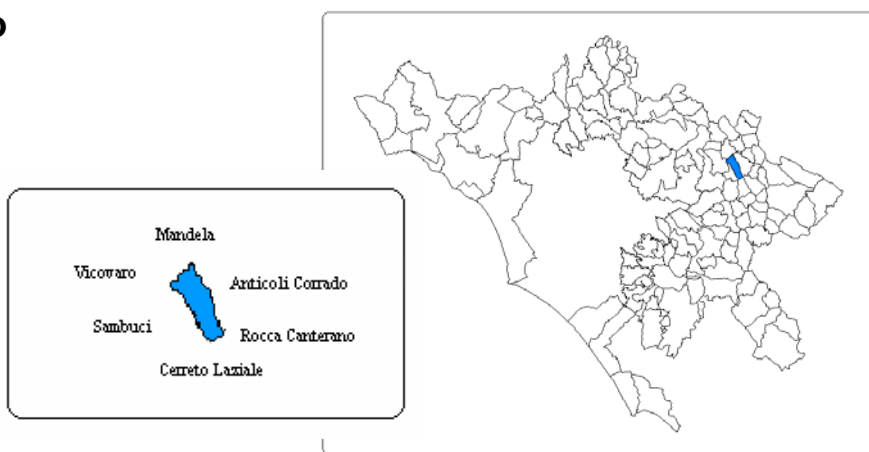 Mandela
Vicovaro
Anticoli Corrado
Sambuci
Rocca Canterano
Cerreto Laziale